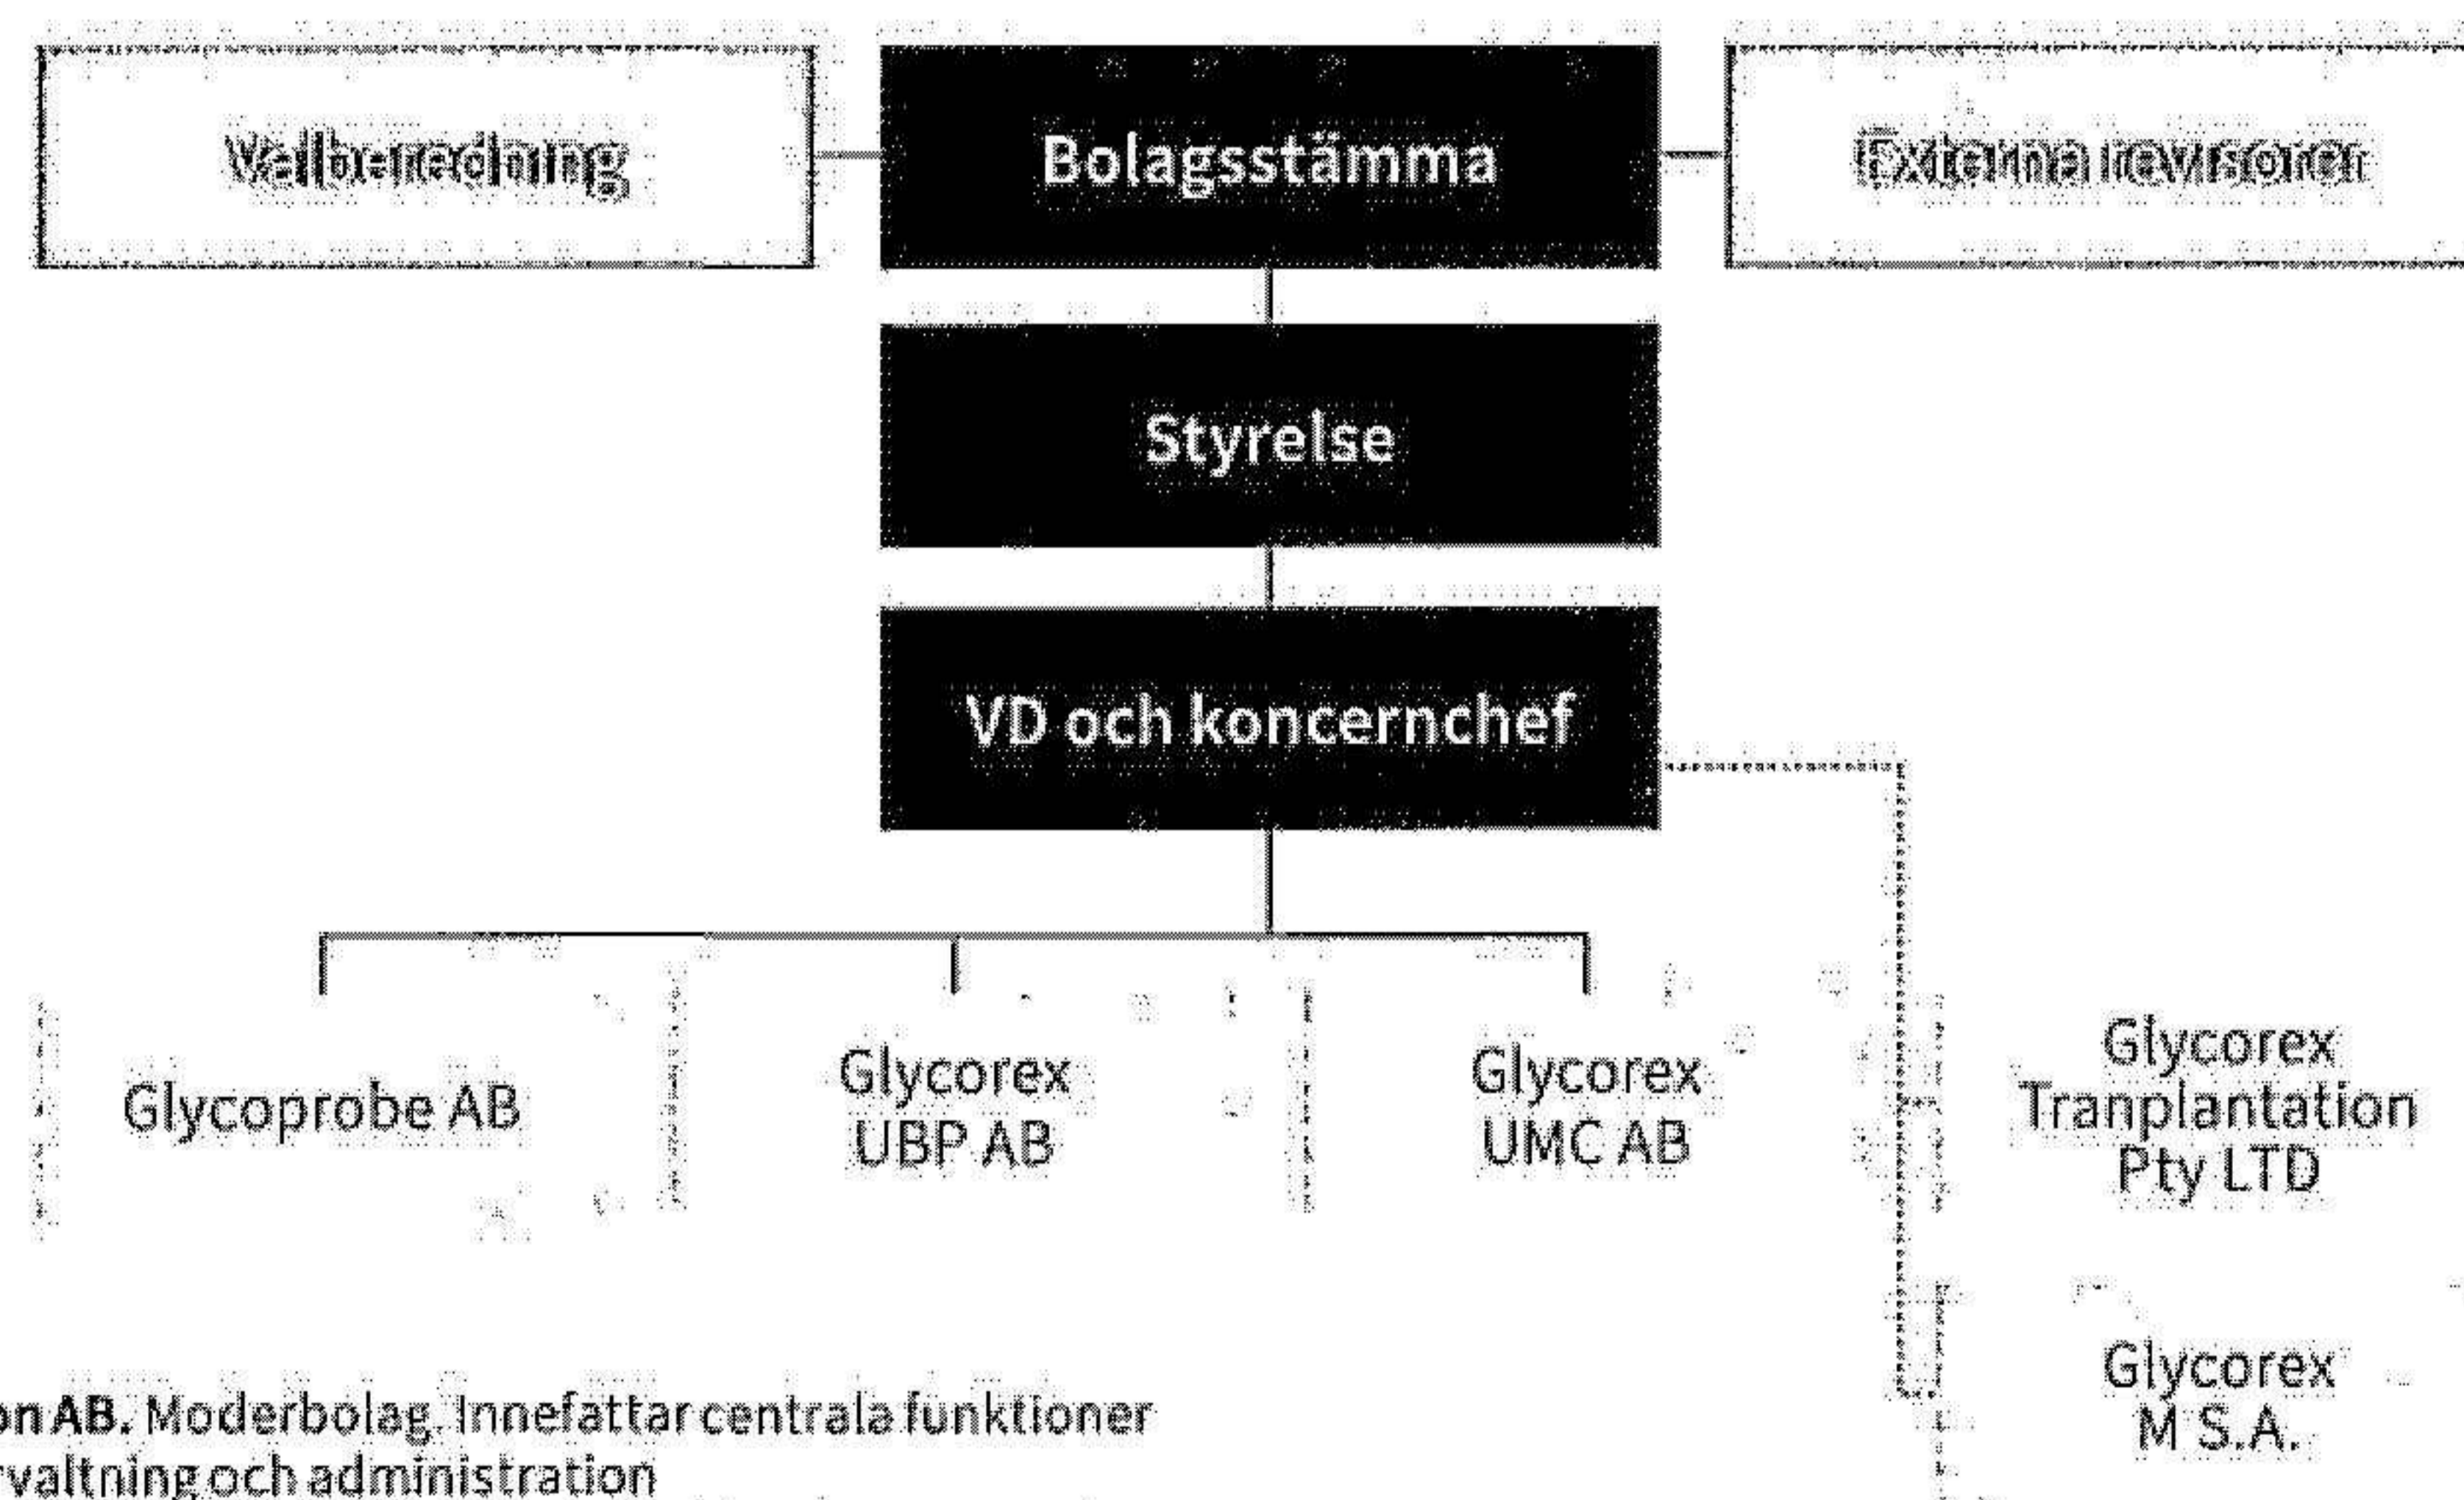 Valberedning
Bolagsstämma
Externa revisorer
Styrelse
VD och koncernchef
Glycoprobe AB
Glycorex
UBP AB
Glycorex
UMC AB
Glycorex
Tranplantation
Pty LTD
Glycorex
M S.A.
on AB. Moderbolag. Innefattar centrala funktioner
rvaltning och administration